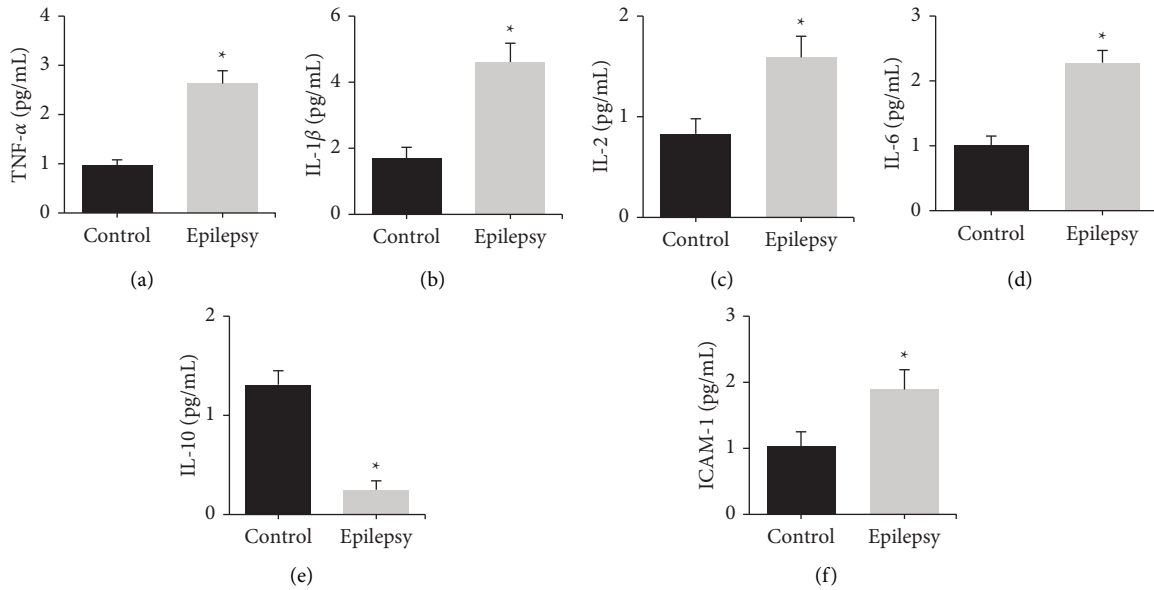 TNF-α (pg/mL)
4
3
2
1
0
*
Control Epilepsy
(a)
IL-1β (pg/mL)
6
4
2
0
*
Control Epilepsy
(b)
IL-2 (pg/mL)
2
1
0
*
Control Epilepsy
(c)
IL-6 (pg/mL)
3
2
1
0
*
Control Epilepsy
(d)
IL-10 (pg/mL)
2
1
0
*
Control Epilepsy
(e)
ICAM-1 (pg/mL)
3
2
1
0
*
Control Epilepsy
(f)